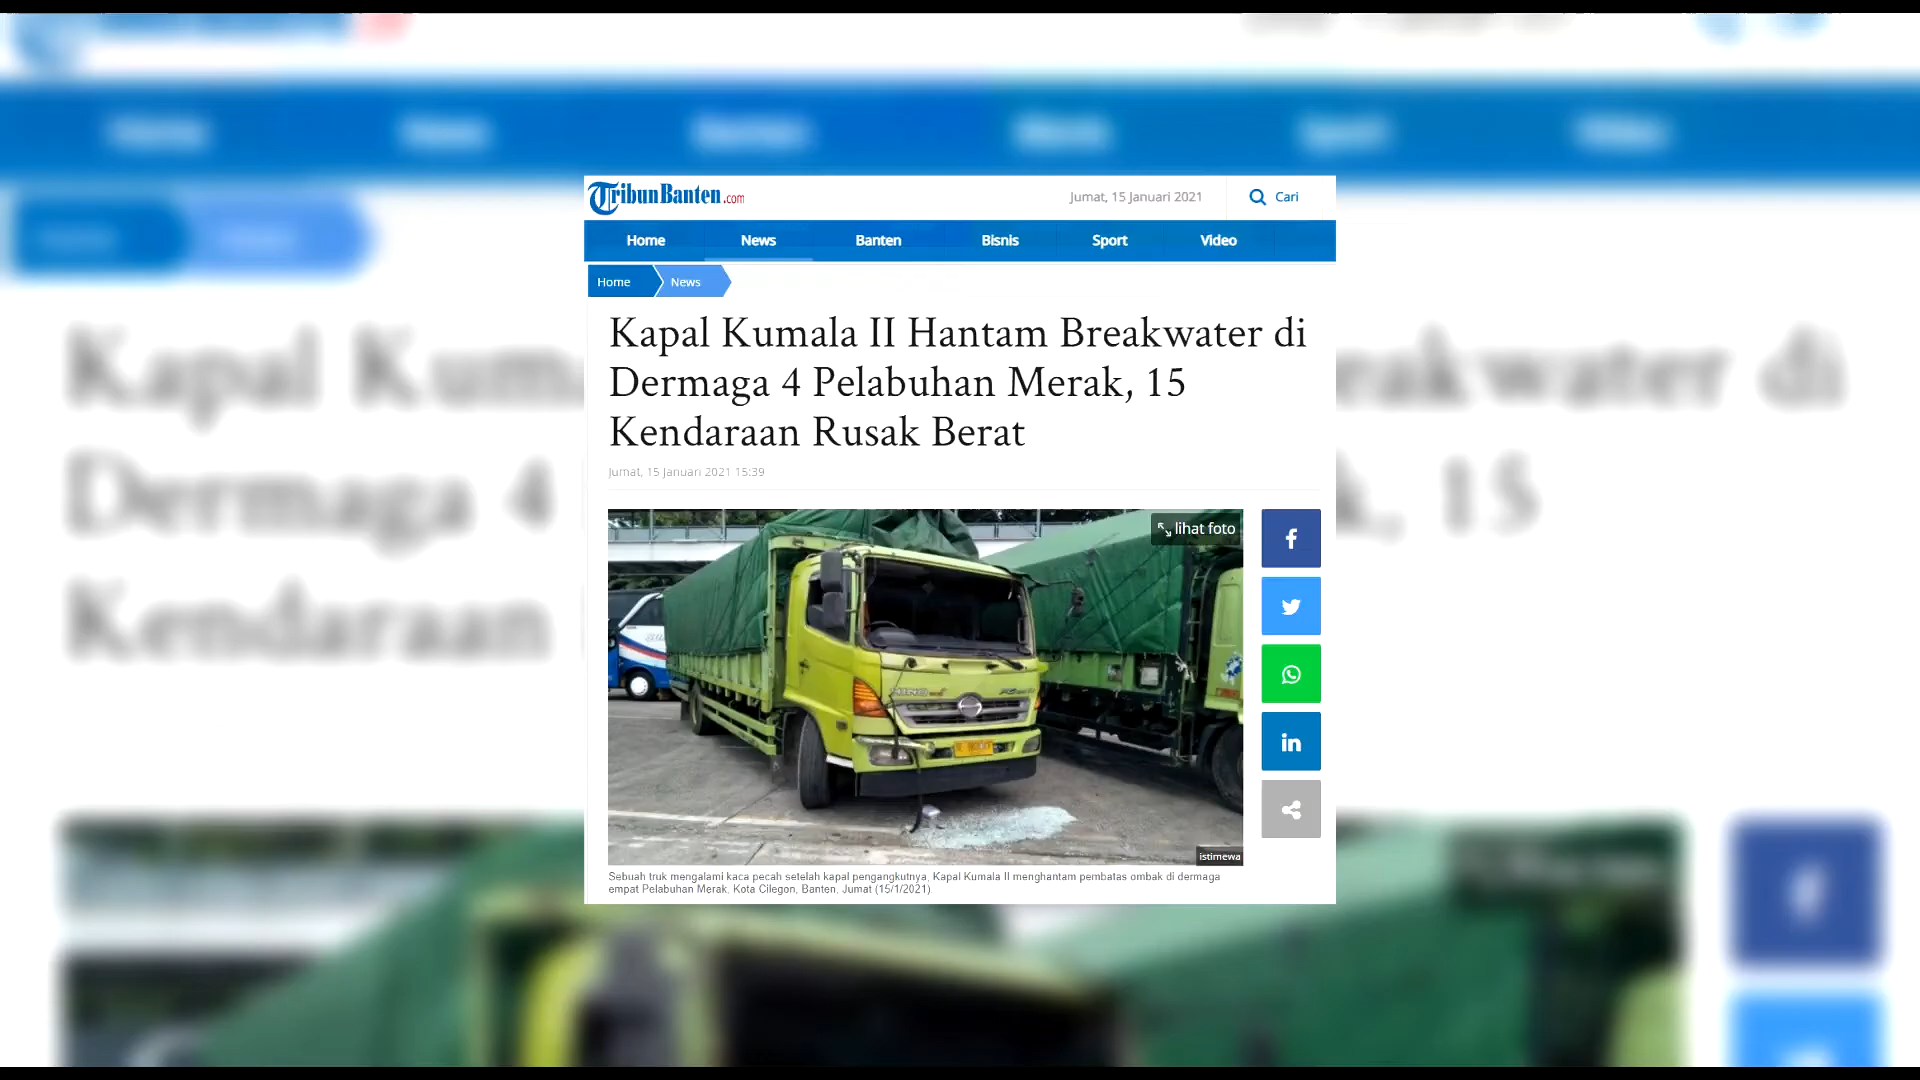 TribunBanten.com
Jumat, 15 Januari 2021
Cari
Home News Banten Bisnis Sport Video
Home News
Kapal Kumala II Hantam Breakwater di
Dermaga 4 Pelabuhan Merak, 15
Kendaraan Rusak Berat
Jumat, 15 Januari 2021 15:39
lihat foto
HINO
istimewa
Sebuah truk mengalami kaca pecah setelah kapal pengangkutnya, Kapal Kumala II menghantam pembatas ombak di dermaga
empat Pelabuhan Merak, Kota Cilegon, Banten, Jumat (15/1/2021)